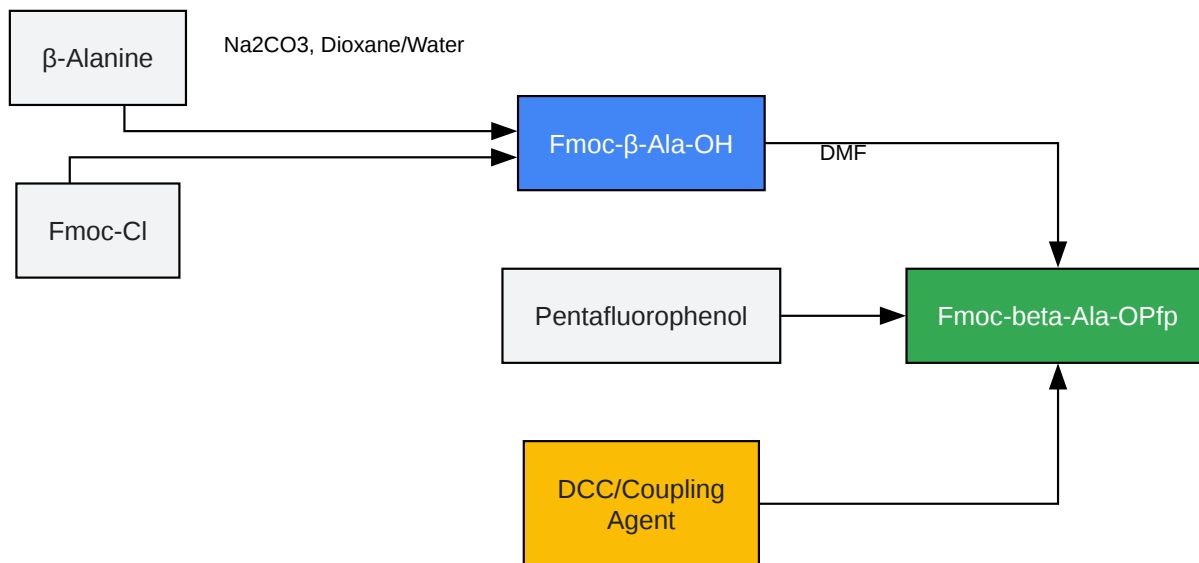 β-Alanine
Na2CO3, Dioxane/Water
Fmoc-β-Ala-OH
DMF
Fmoc-Cl
Pentafluorophenol
Fmoc-beta-Ala-OPfp
DCC/Coupling
Agent